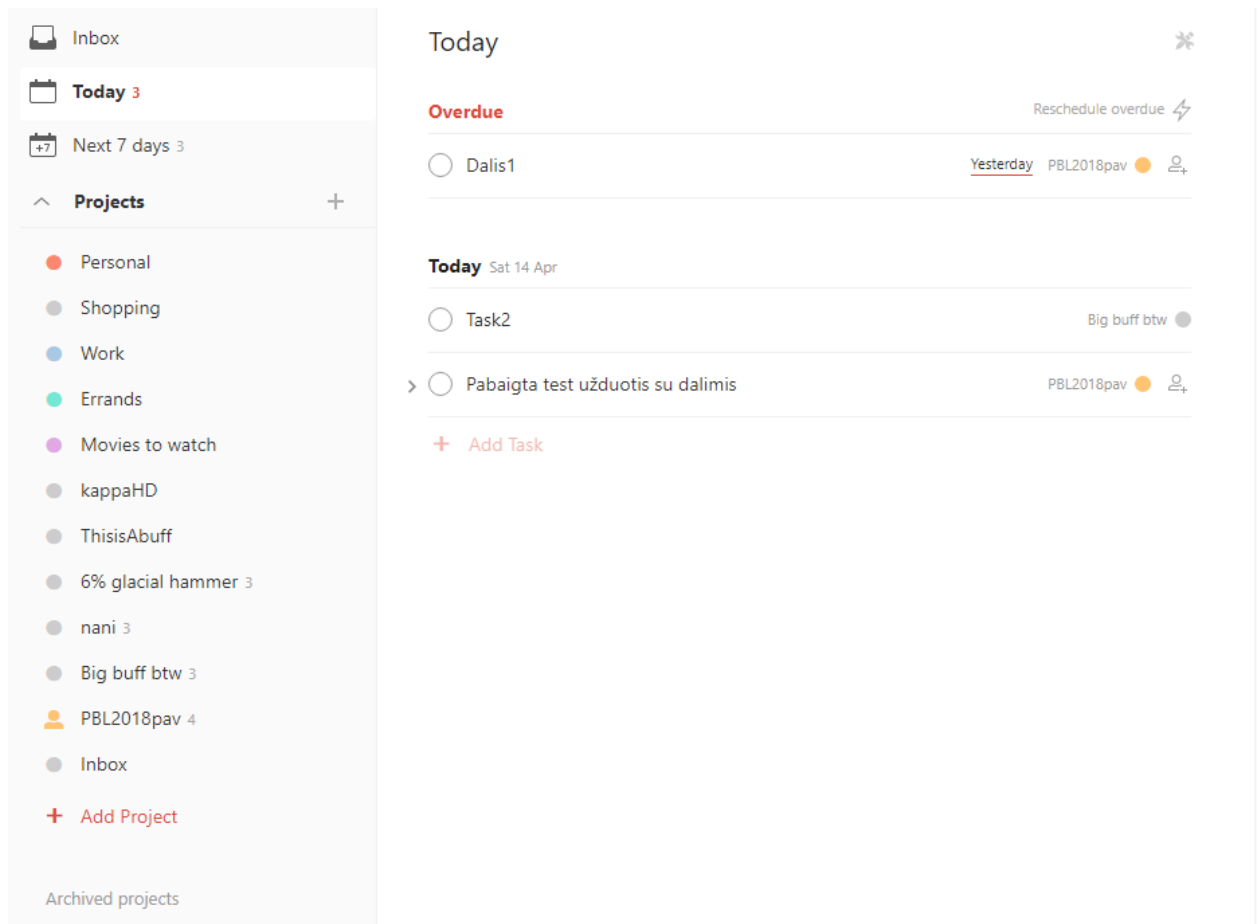 Inbox
Today 3
+7 Next 7 days 3
Projects
Personal
Shopping
Work
Errands
Movies to watch
kappaHD
ThisisAbuff
6% glacial hammer 3
nani 3
Big buff btw 3
PBL2018pav 4
Inbox
+ Add Project
Archived projects
Today
Overdue Reschedule overdue
Dalis1 Yesterday PBL2018pav
Today Sat 14 Apr
Task2 Big buff btw
Pabaigta test užduotis su dalimis PBL2018pav
+ Add Task